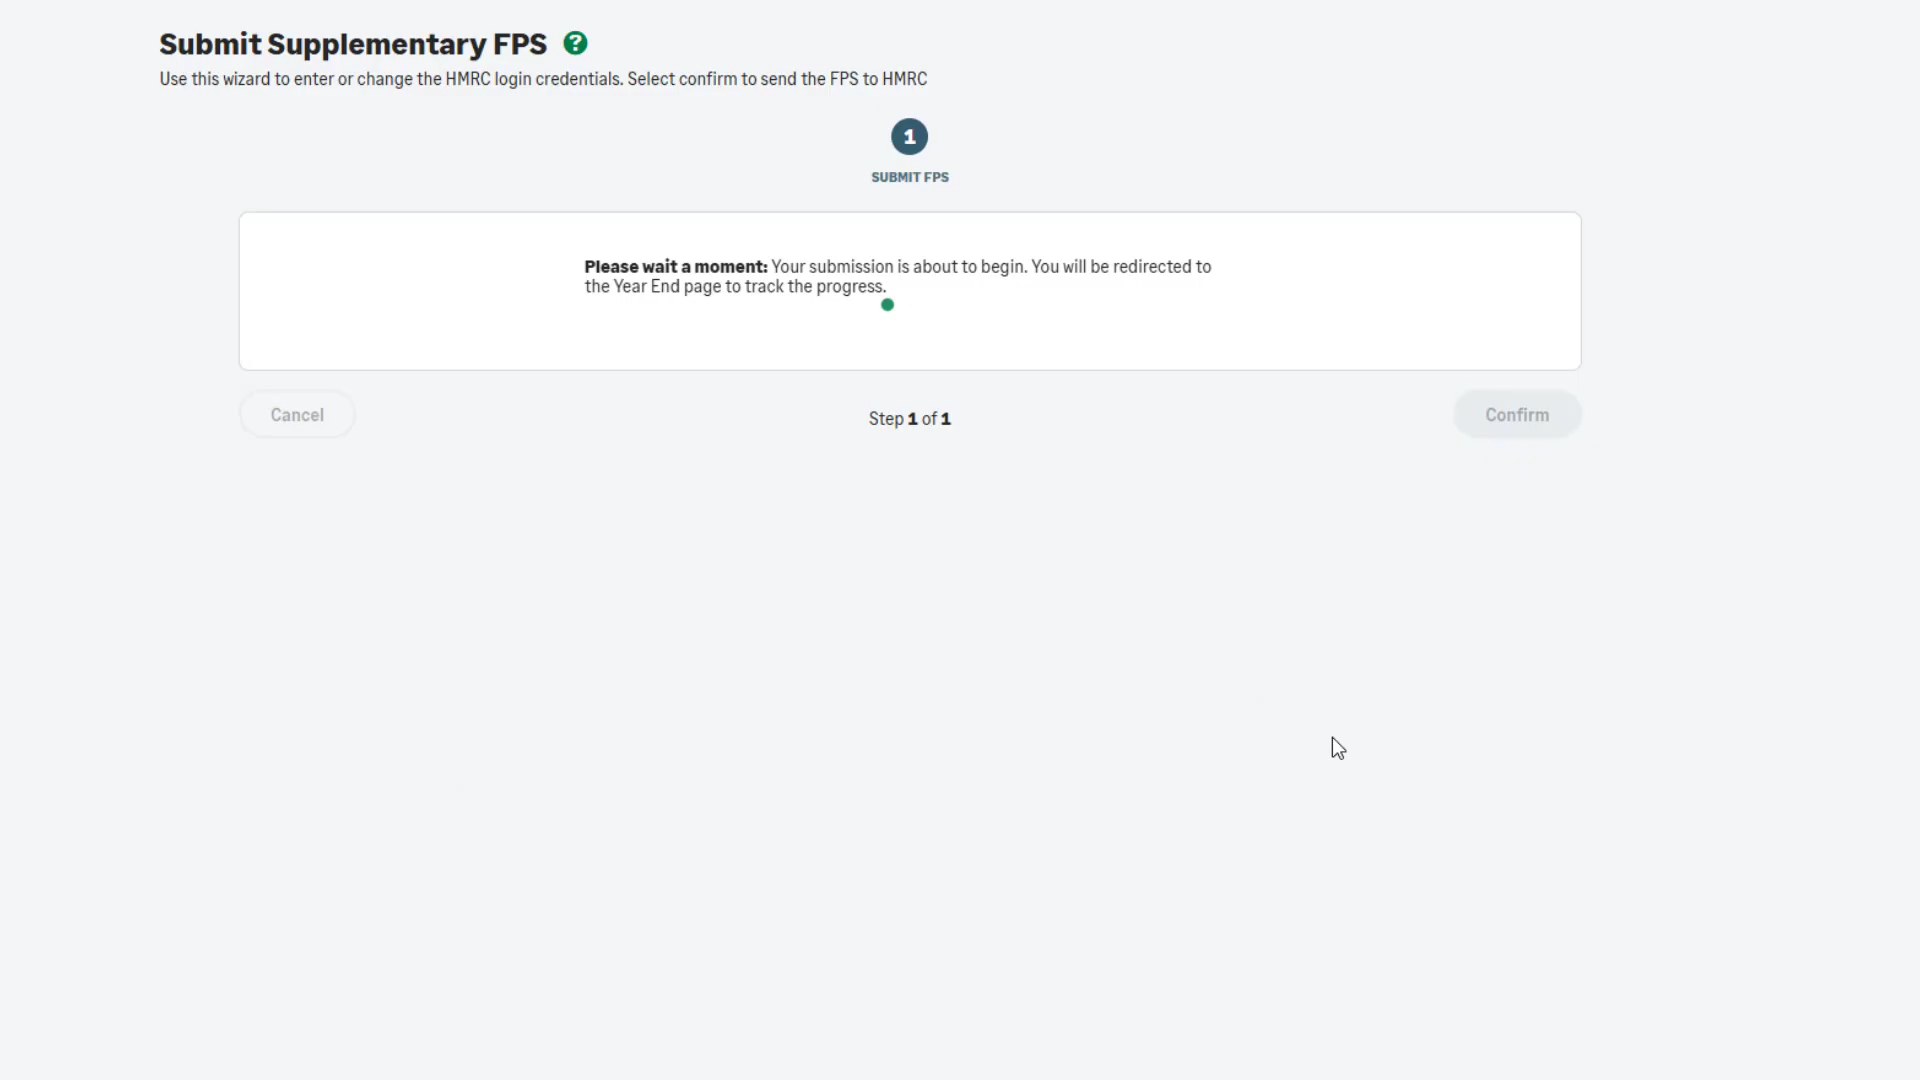 Submit Supplementary FPS ?
Use this wizard to enter or change the HMRC login credentials. Select confirm to send the FPS to HMRC
1
SUBMIT FPS
Please wait a moment: Your submission is about to begin. You will be redirected to
the Year End page to track the progress.
Cancel
Step 1 of 1
Confirm